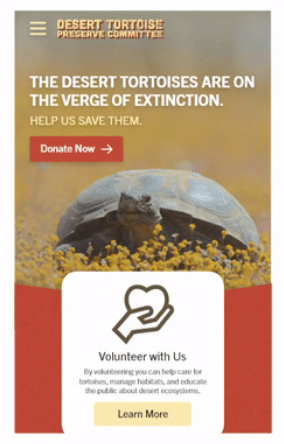 DESERT TORTOISE
PRESERVE COMMITTEE
THE DESERT TORTOISES ARE ON
THE VERGE OF EXTINCTION.
HELP US SAVE THEM.
Donate Now
Volunteer with Us
By volunteering you can help care for
tortoises, manage habitats, and educate
the public about desert ecosystems.
Learn More